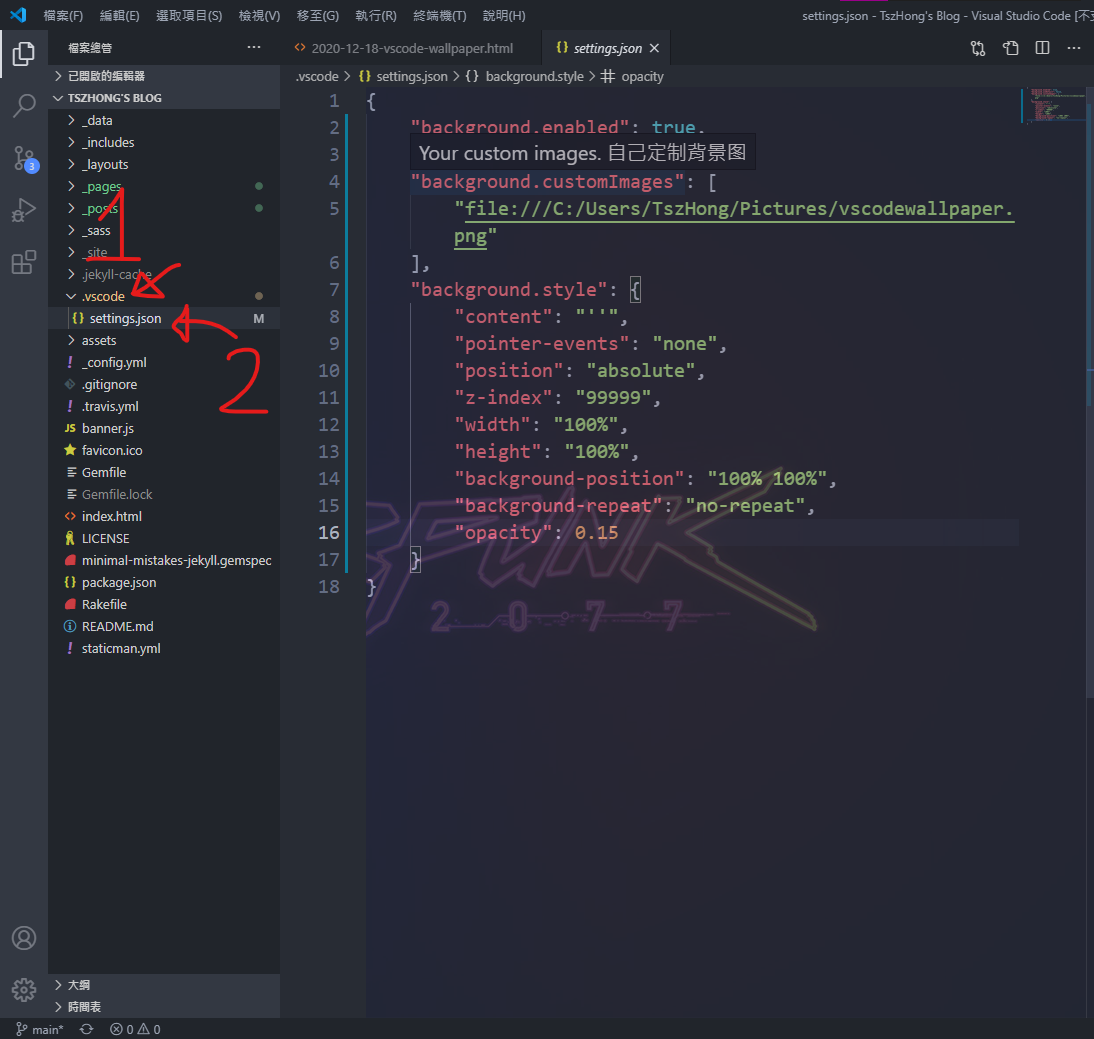 檔案(F) 編輯(E) 選取項目(S) 檢視(V) 移至(G) 執行(R) 終端機(T) 說明(H) settings.json - TszHong's Blog - Visual Studio Code
檔案總管
2020-12-18-vscode-wallpaper.html
settings.json
已開啟的編輯器
TSZHONG'S BLOG
_data
_includes
_layouts
_pages
_posts
_sass
_site
.jekyll-cache
.vscode
settings.json M
assets
_config.yml
.gitignore
.travis.yml
JS banner.js
favicon.ico
Gemfile
Gemfile.lock
index.html
LICENSE
minimal-mistakes-jekyll.gemspec
package.json
Rakefile
README.md
staticman.yml
大綱
時間表
3
1
2
.vscode > {} settings.json > {} background.style > opacity
1 {
2 "background.enabled": true,
3
Your custom images. 自己定制背景图
4 "background.customImages": [
5 "file:///C:/Users/TszHong/Pictures/vscodewallpaper.
png"
6 ],
7 "background.style": {
8 "content": "''",
9 "pointer-events": "none",
10 "position": "absolute",
11 "z-index": "99999",
12 "width": "100%",
13 "height": "100%",
14 "background-position": "100% 100%",
15 "background-repeat": "no-repeat",
16 "opacity": 0.15
17 }
18 }
2 0 7 7
main* 0 0